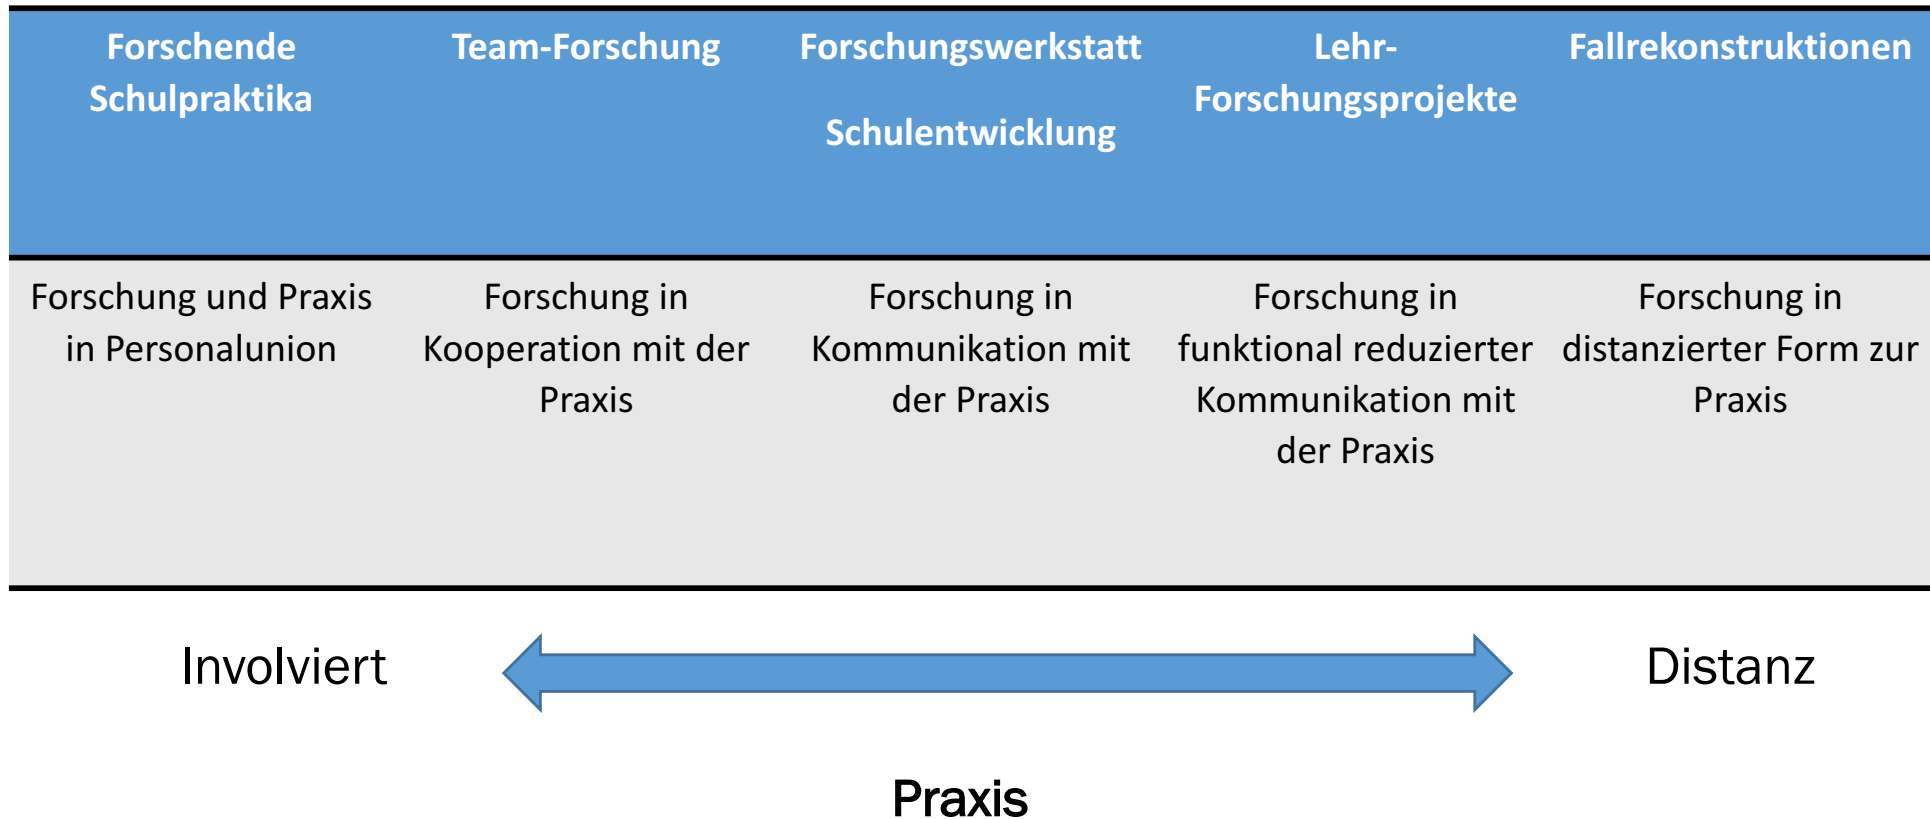 Forschende
Schulpraktika
Team-Forschung
Forschungswerkstatt
Schulentwicklung
Lehr-
Forschungsprojekte
Fallrekonstruktionen
Forschung und Praxis
in Personalunion
Forschung in
Kooperation mit der
Praxis
Forschung in
Kommunikation mit
der Praxis
Forschung in
funktional reduzierter
Kommunikation mit
der Praxis
Forschung in
distanzierter Form zur
Praxis
Involviert
Distanz
Praxis